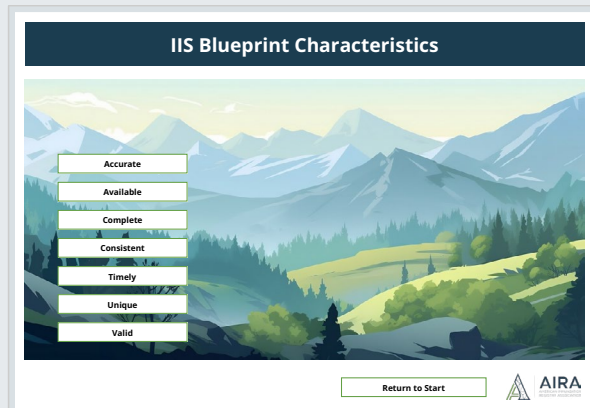 IIS Blueprint Characteristics
Accurate
Available
Complete
Consistent
Timely
Unique
Valid
Return to Start
AIRA